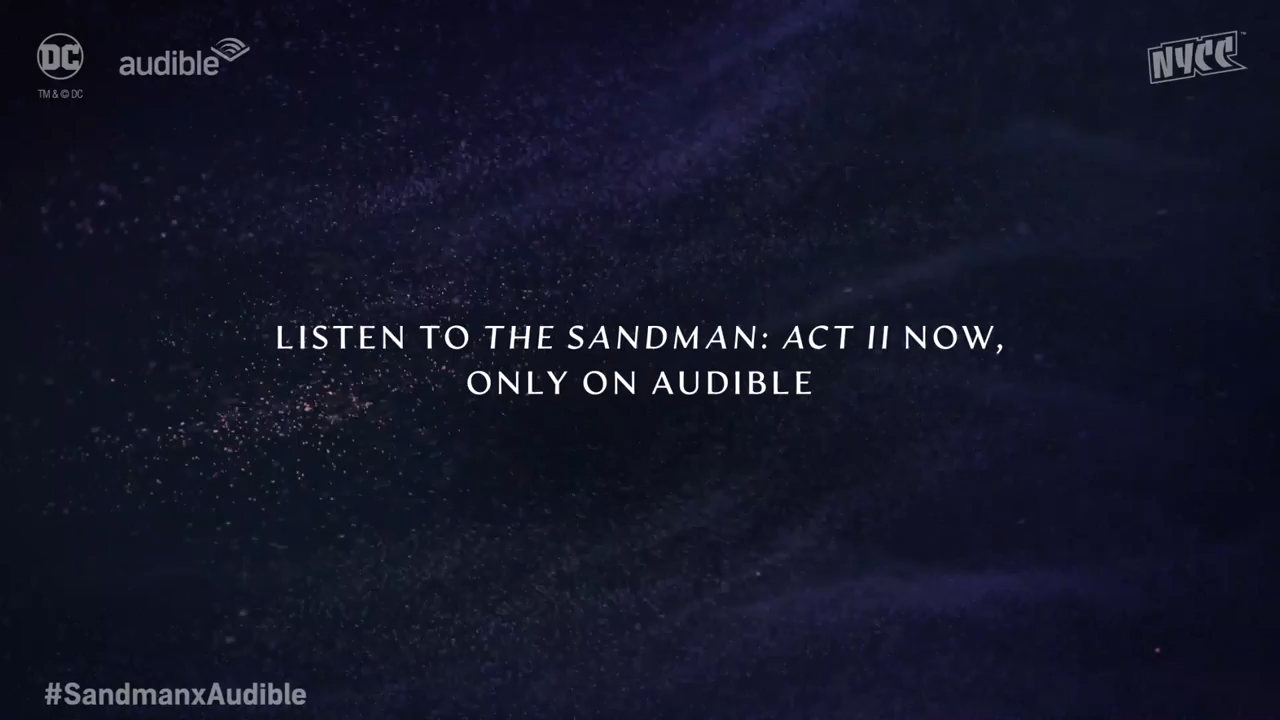 DC
audible
NYCC
TM & © DC
LISTEN TO THE SANDMAN: ACT II NOW,
ONLY ON AUDIBLE
#SandmanxAudible